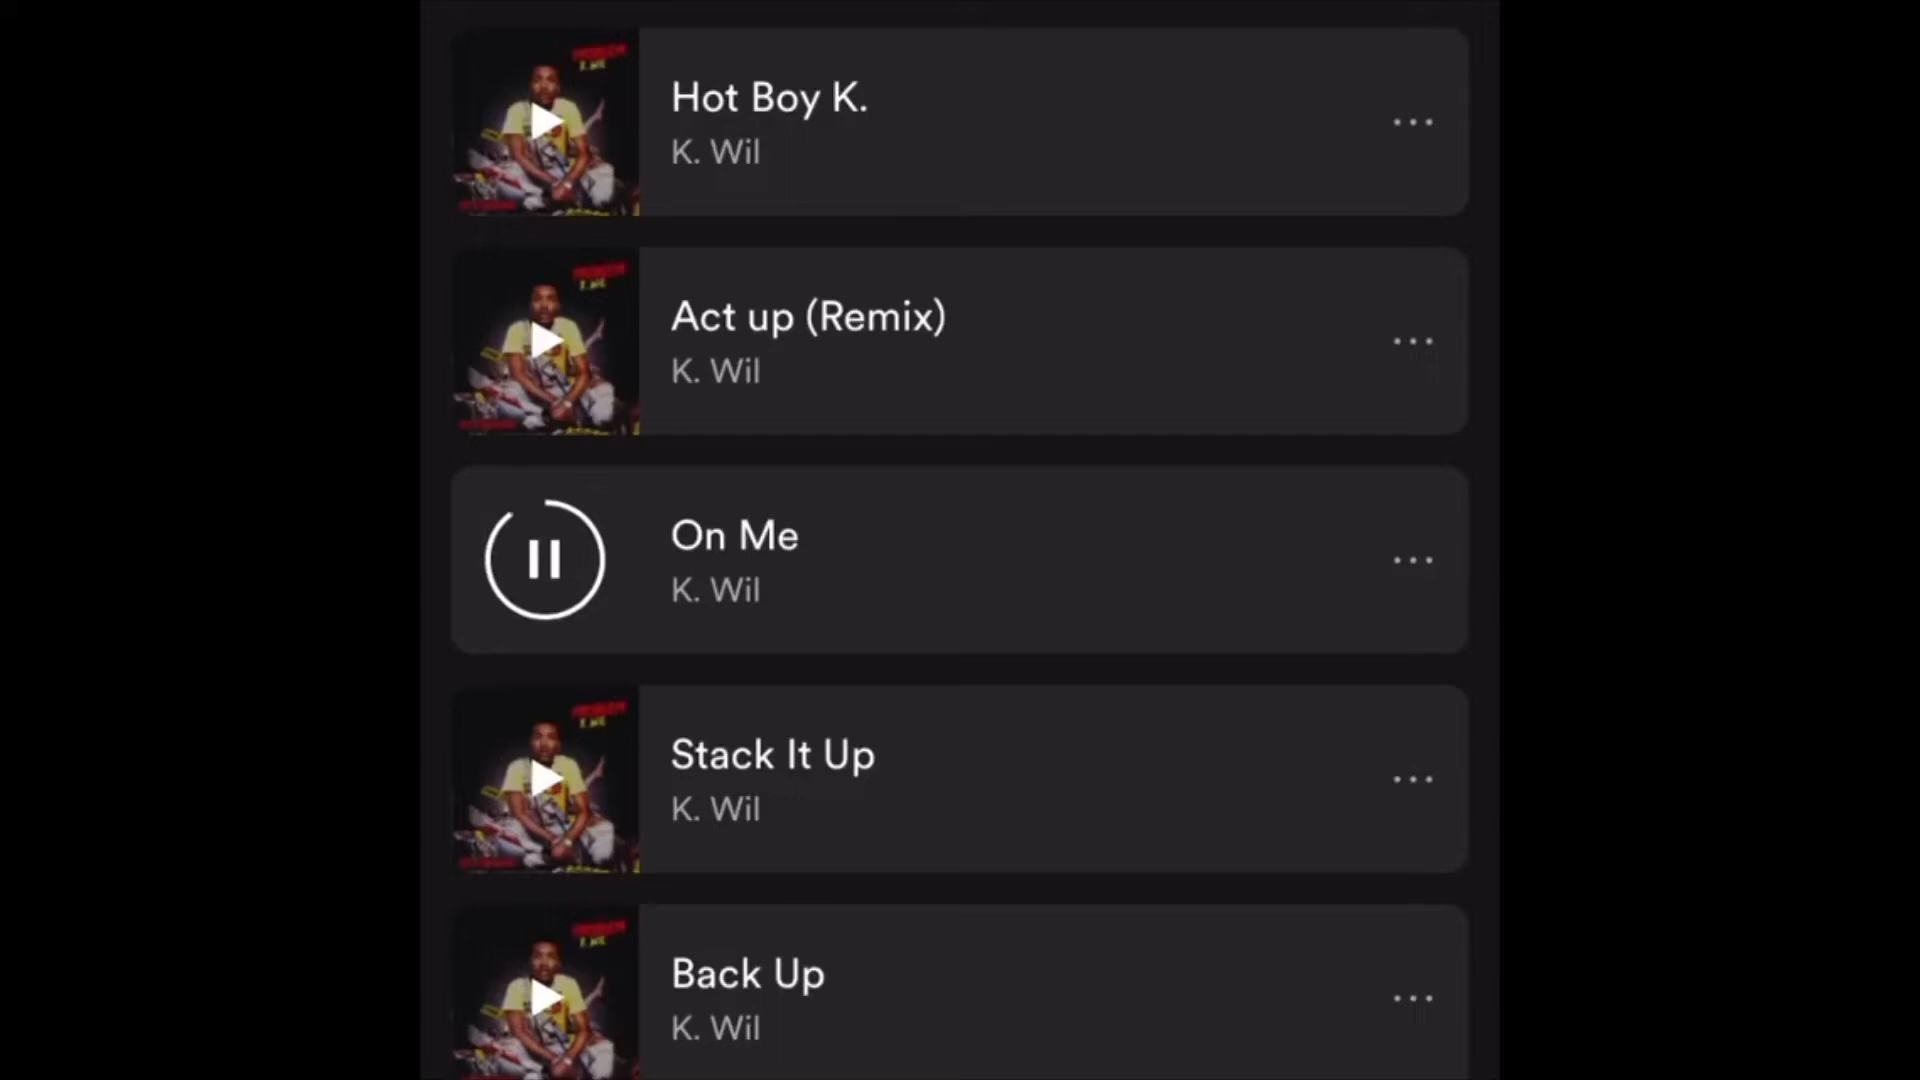 Hot Boy K.
K. Wil
Act up (Remix)
K. Wil
On Me
K. Wil
Stack It Up
K. Wil
Back Up
K. Wil